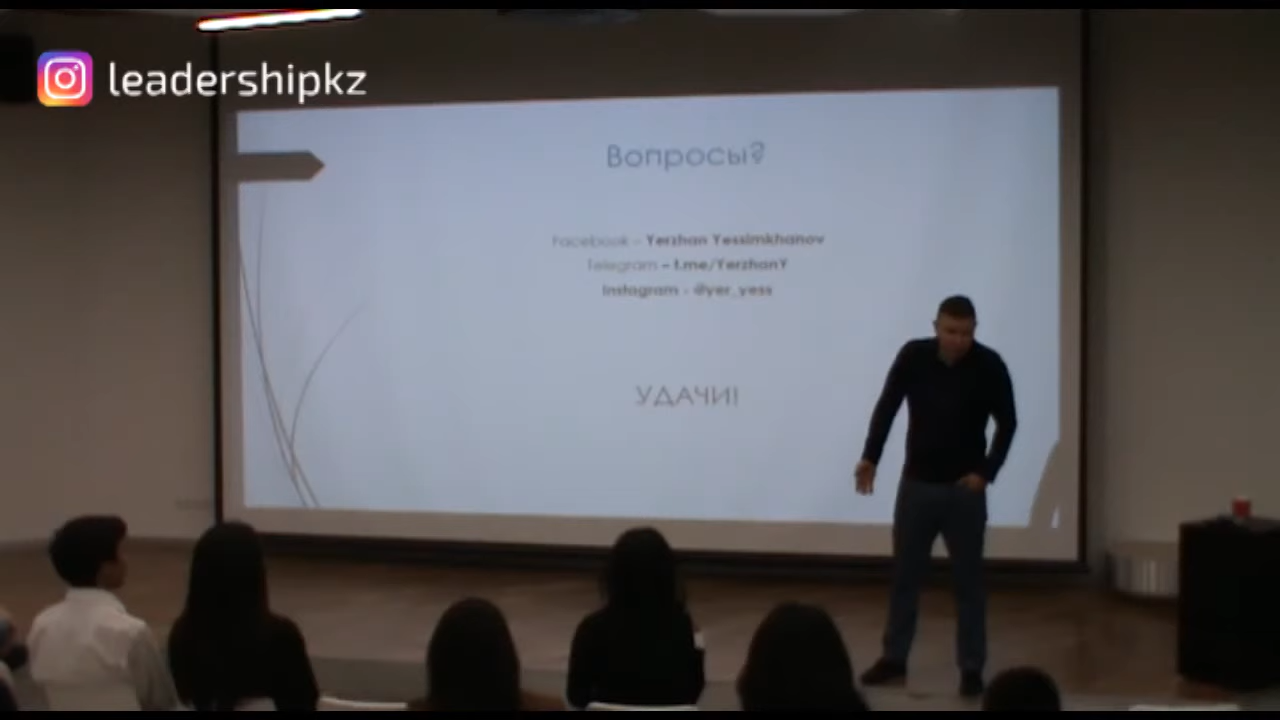 leadershipkz
Вопросы?
Facebook – Yerzhan Yessimkhanov
Telegram – t.me/YerzhanY
Instagram - @yer_yess
УДАЧИ!